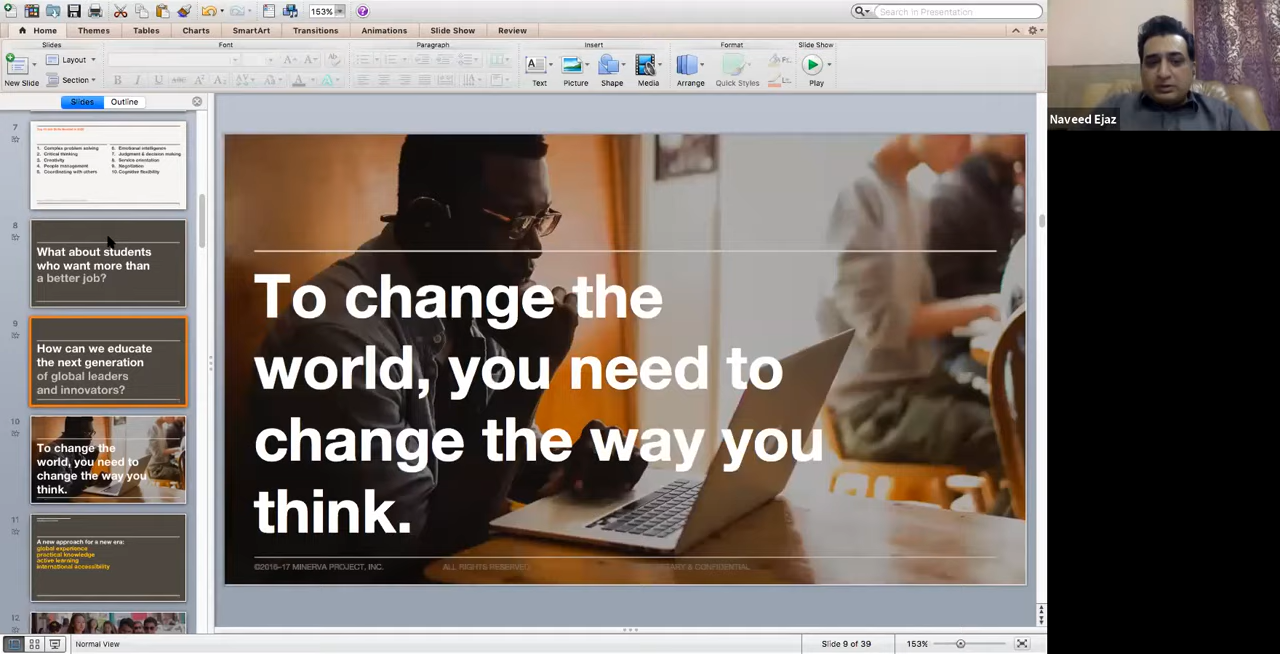 153%
Search in Presentation
Home
Themes
Tables
Charts
SmartArt
Transitions
Animations
Slide Show
Review
Slides
Font
Paragraph
Insert
Format
Slide Show
New Slide
Layout
Section
B
I
U
Text
Picture
Shape
Media
Arrange
Quick Styles
Play
Slides
Outline
7
1. Complex problem solving
2. Critical thinking
3. Creativity
4. People management
5. Coordinating with others
6. Emotional intelligence
7. Judgment & decision making
8. Service orientation
9. Negotiation
10. Cognitive flexibility
8
What about students
who want more than
a better job?
9
How can we educate
the next generation
of global leaders
and innovators?
10
To change the
world, you need to
change the way you
think.
11
A new approach for a new era:
global experience
practical knowledge
active learning
international accessibility
12
To change the
world, you need to
change the way you
think.
©2016–17 MINERVA PROJECT, INC.
ALL RIGHTS RESERVED
& CONFIDENTIAL
Naveed Ejaz
Normal View
Slide 9 of 39
153%